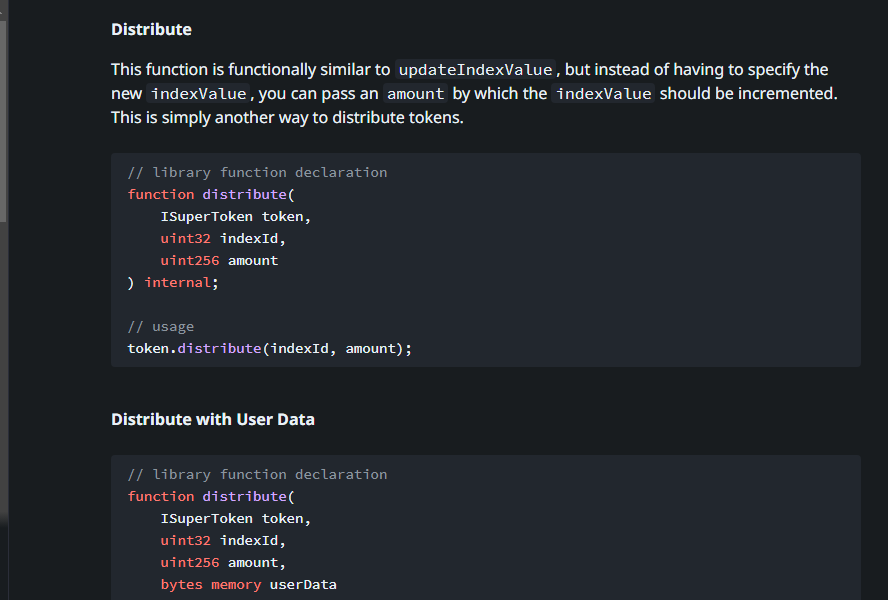 Distribute
This function is functionally similar to updateIndexValue, but instead of having to specify the
new indexValue, you can pass an amount by which the indexValue should be incremented.
This is simply another way to distribute tokens.
// library function declaration
function distribute(
    ISuperToken token,
    uint32 indexId,
    uint256 amount
) internal;
// usage
token.distribute(indexId, amount);
Distribute with User Data
// library function declaration
function distribute(
    ISuperToken token,
    uint32 indexId,
    uint256 amount,
    bytes memory userData